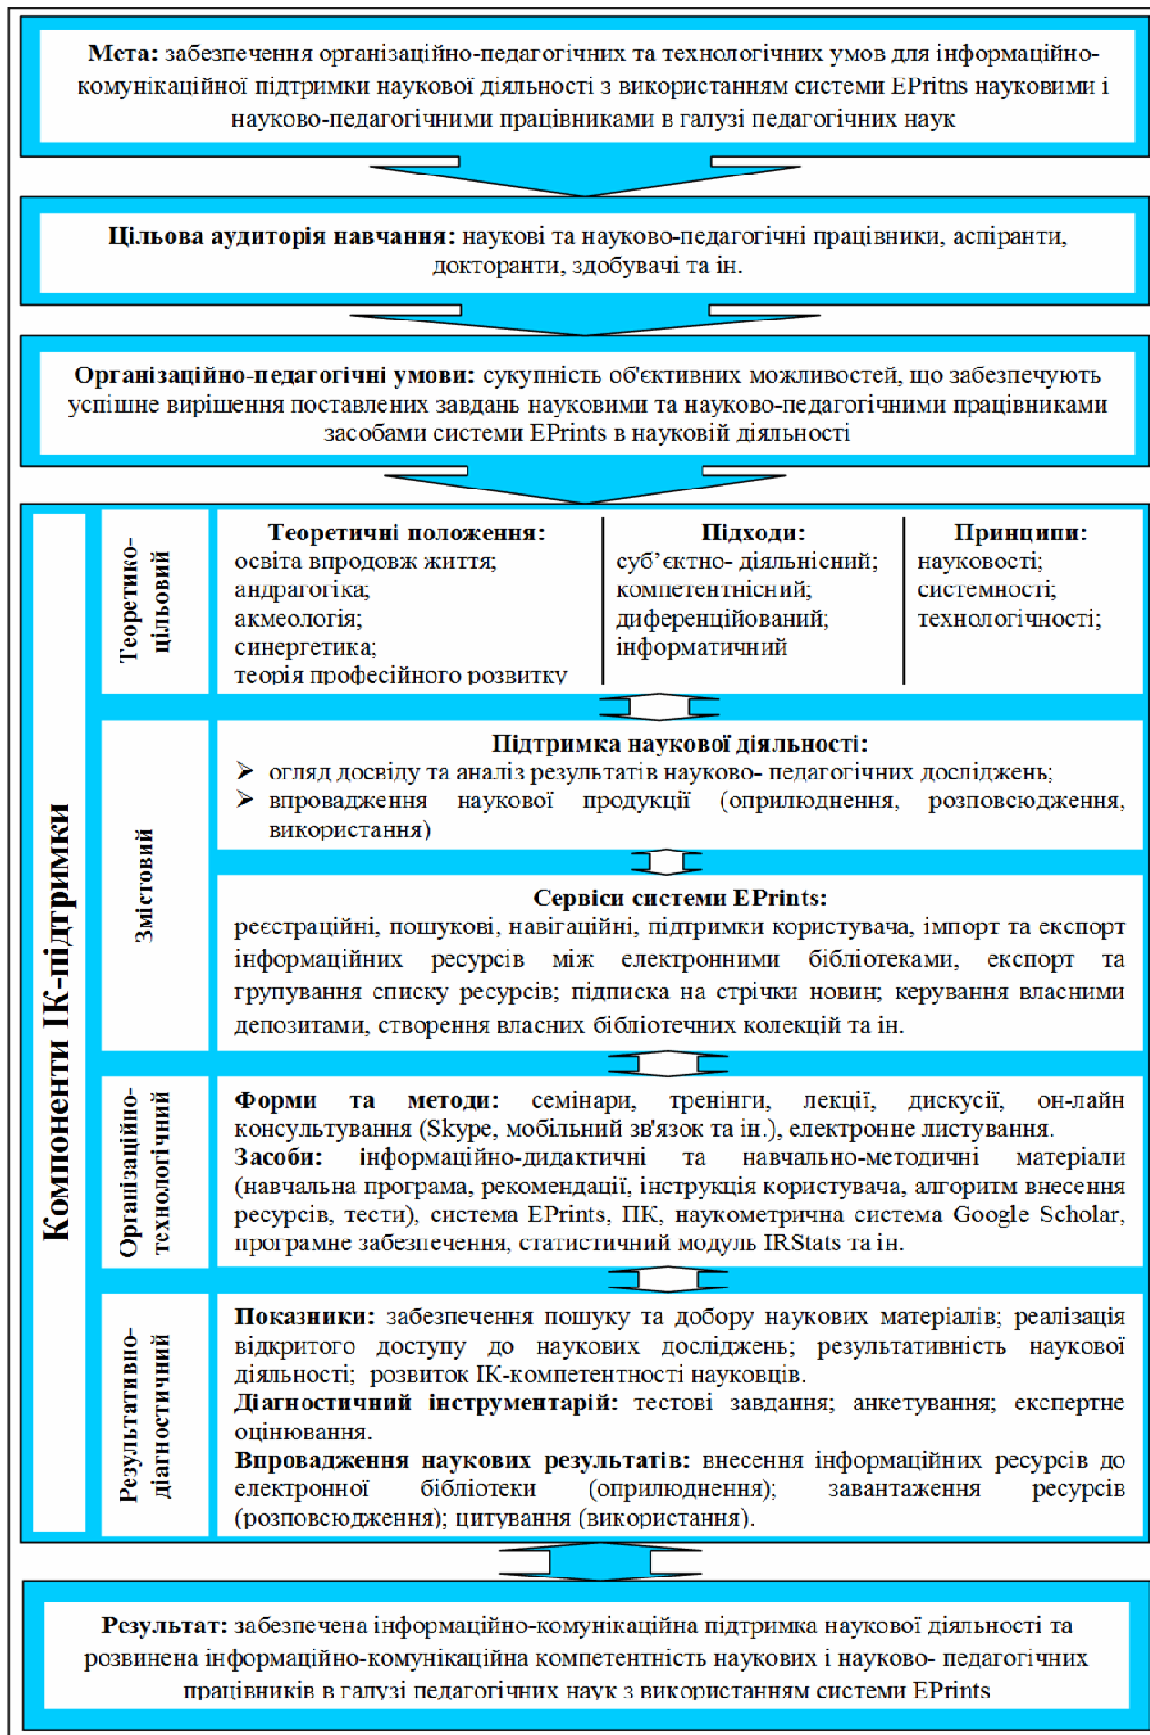 Мета: забезпечення організаційно-педагогічних та технологічних умов для інформаційно-
комунікаційної підтримки наукової діяльності з використанням системи EPritns науковими і
науково-педагогічними працівниками в галузі педагогічних наук
Цільова аудиторія навчання: наукові та науково-педагогічні працівники, аспіранти,
докторанти, здобувачі та ін.
Організаційно-педагогічні умови: сукупність об'єктивних можливостей, що забезпечують
успішне вирішення поставлених завдань науковими та науково-педагогічними працівниками
засобами системи EPrints в науковій діяльності
Компоненти ІК-підтримки
Теоретико-
цільовий
Теоретичні положення:
освіта впродовж життя;
андрагогіка;
акмеологія;
синергетика;
теорія професійного розвитку
Підходи:
суб’єктно- діяльнісний;
компетентнісний;
диференційований;
інформатичний
Принципи:
науковості;
системності;
технологічності;
Змістовий
Підтримка наукової діяльності:
➢ огляд досвіду та аналіз результатів науково- педагогічних досліджень;
➢ впровадження наукової продукції (оприлюднення, розповсюдження,
використання)
Сервіси системи EPrints:
реєстраційні, пошукові, навігаційні, підтримки користувача, імпорт та експорт
інформаційних ресурсів між електронними бібліотеками, експорт та
групування списку ресурсів; підписка на стрічки новин; керування власними
депозитами, створення власних бібліотечних колекцій та ін.
Організаційно-
технологічний
Форми та методи: семінари, тренінги, лекції, дискусії, он-лайн
консультування (Skype, мобільний зв'язок та ін.), електронне листування.
Засоби: інформаційно-дидактичні та навчально-методичні матеріали
(навчальна програма, рекомендації, інструкція користувача, алгоритм внесення
ресурсів, тести), система EPrints, ПК, наукометрична система Google Scholar,
програмне забезпечення, статистичний модуль IRStats та ін.
Результативно-
діагностичний
Показники: забезпечення пошуку та добору наукових матеріалів; реалізація
відкритого доступу до наукових досліджень; результативність наукової
діяльності; розвиток ІК-компетентності науковців.
Діагностичний інструментарій: тестові завдання; анкетування; експертне
оцінювання.
Впровадження наукових результатів: внесення інформаційних ресурсів до
електронної бібліотеки (оприлюднення); завантаження ресурсів
(розповсюдження); цитування (використання).
Результат: забезпечена інформаційно-комунікаційна підтримка наукової діяльності та
розвинена інформаційно-комунікаційна компетентність наукових і науково- педагогічних
працівників в галузі педагогічних наук з використанням системи EPrints